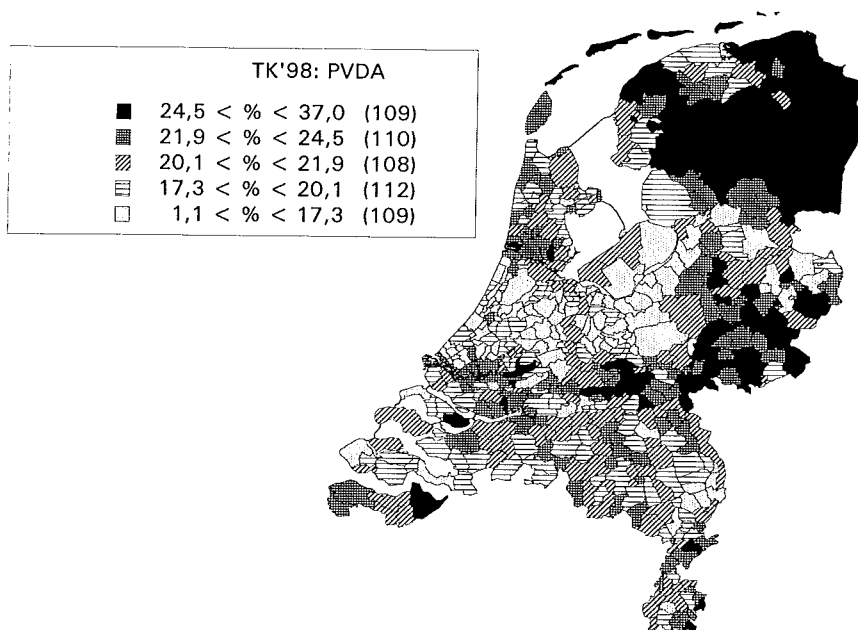 TK'98: PVDA
24,5 < % < 37,0 (109)
21,9 < % < 24,5 (110)
20,1 < % < 21,9 (108)
17,3 < % < 20,1 (112)
1,1 < % < 17,3 (109)